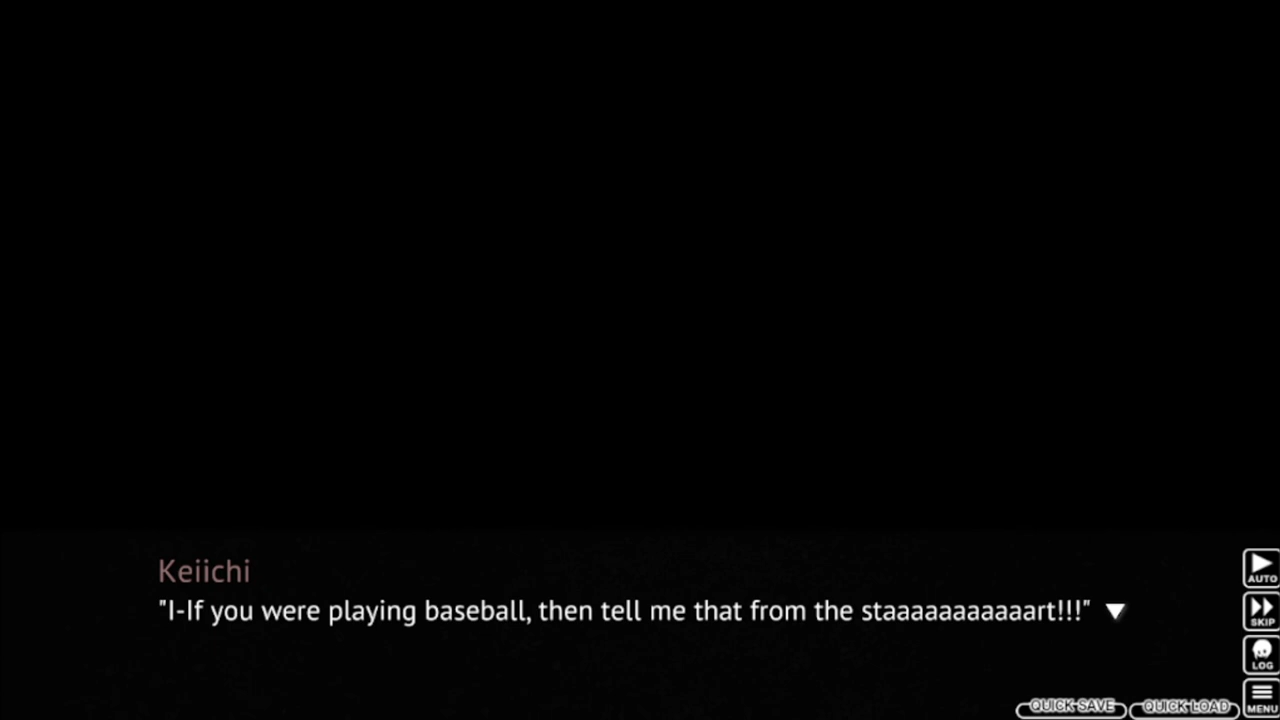 Keiichi
"I-If you were playing baseball, then tell me that from the staaaaaaaaaaart!!!"
AUTO
SKIP
LOG
MENU
QUICK SAVE
QUICK LOAD